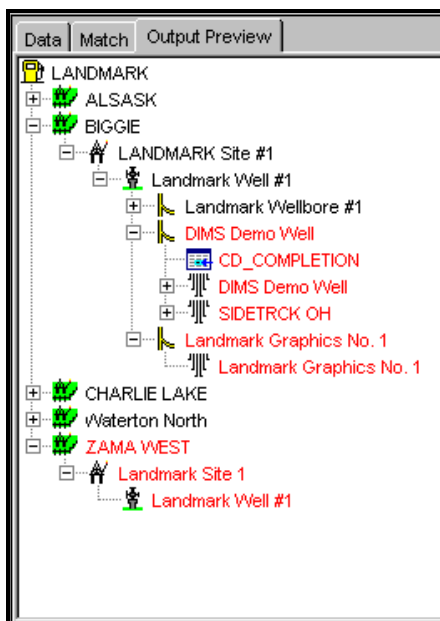 Data Match Output Preview
LANDMARK
ALSASK
BIGGIE
LANDMARK Site #1
Landmark Well #1
Landmark Wellbore #1
DIMS Demo Well
CD_COMPLETION
DIMS Demo Well
SIDETRCK OH
Landmark Graphics No. 1
Landmark Graphics No. 1
CHARLIE LAKE
Waterton North
ZAMA WEST
Landmark Site 1
Landmark Well #1